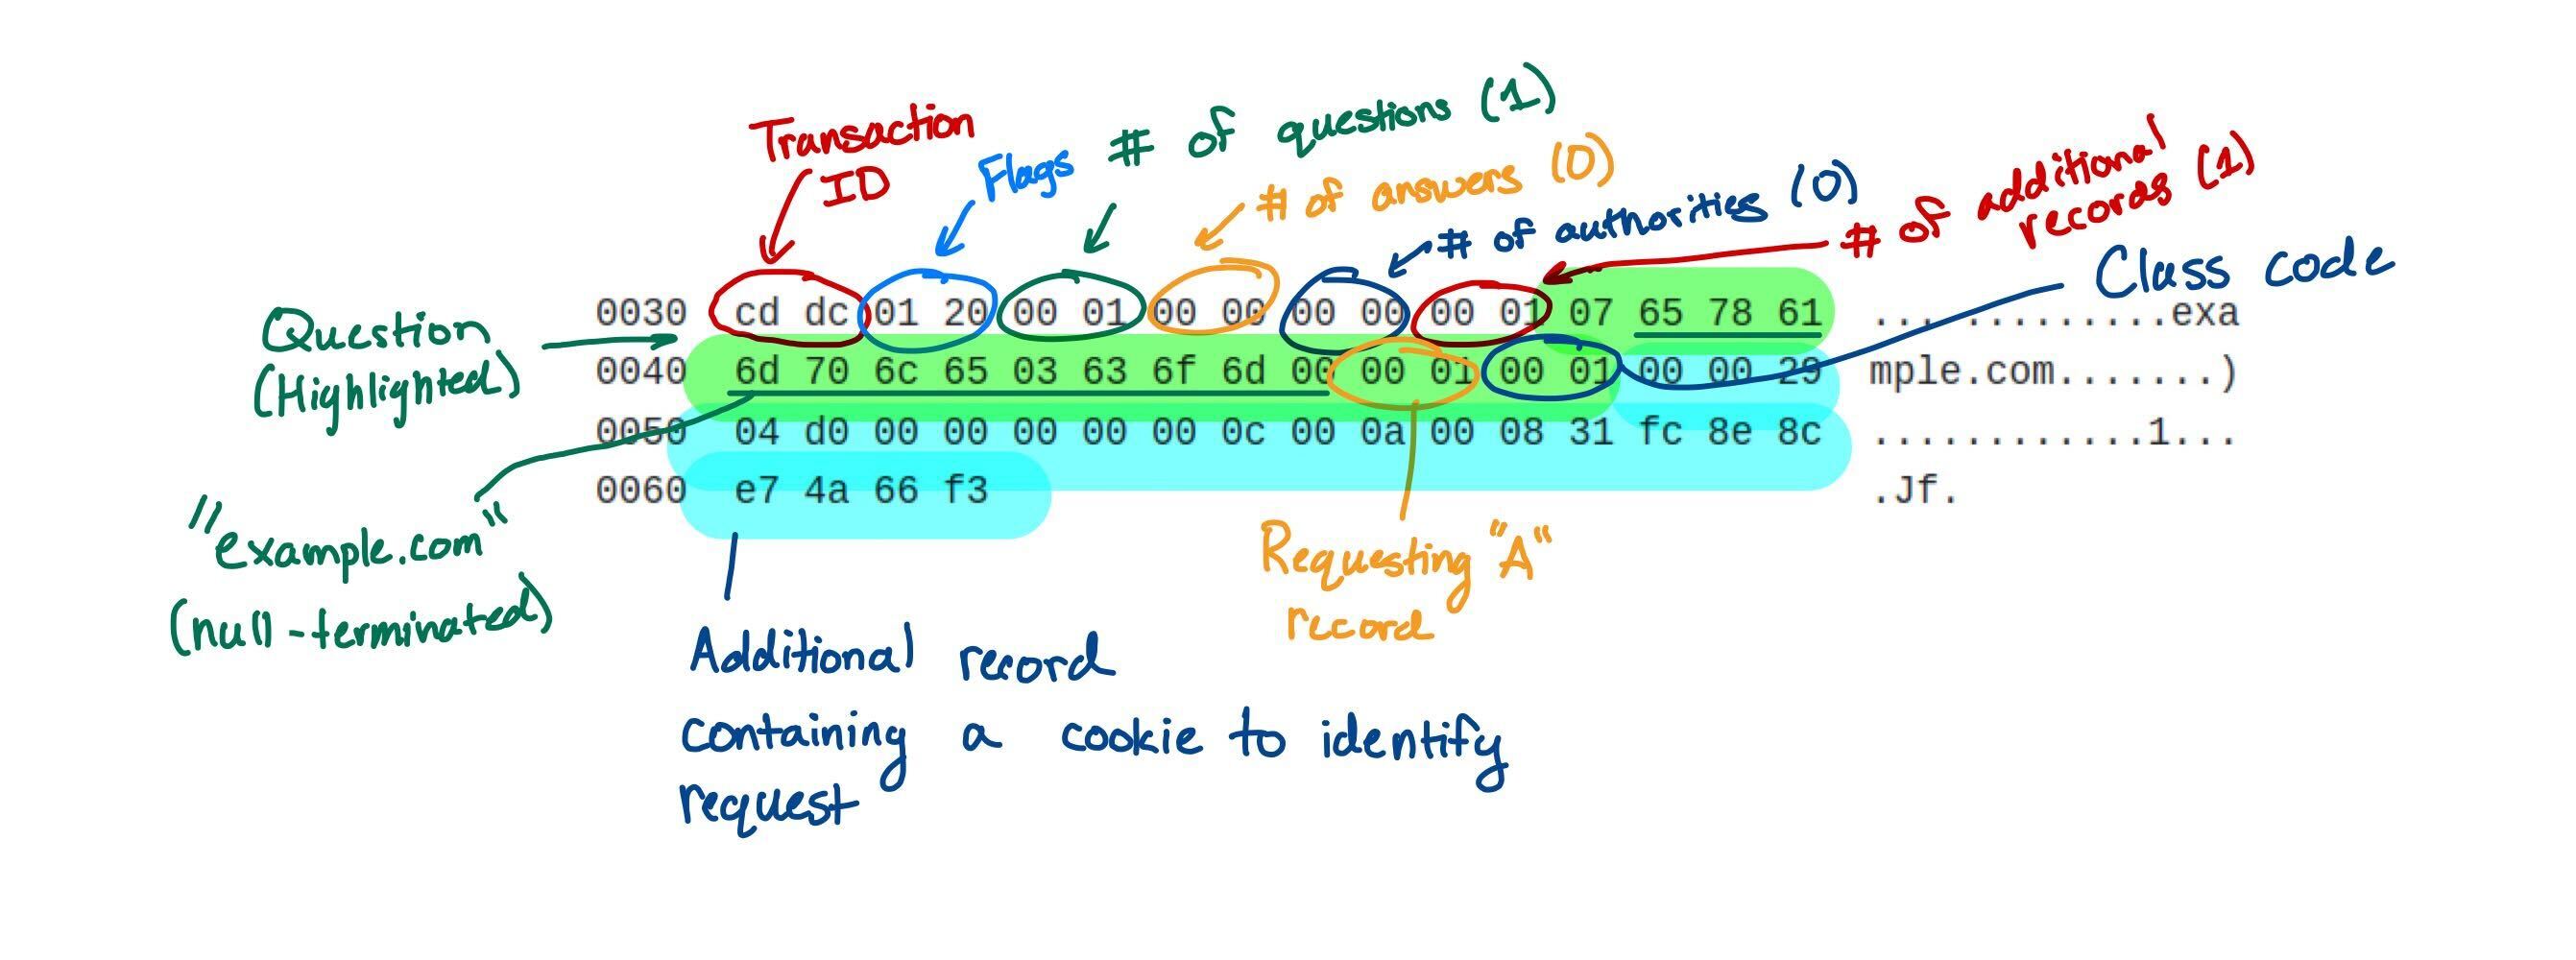 Transaction
ID
Flags
# of questions (1)
# of answers (0)
# of authorities (0)
# of additional
records (1)
Class code
Question
(Highlighted)
0030 cd dc 01 20 00 01 00 00 00 00 00 01 07 65 78 61 .............exa
0040 6d 70 6c 65 03 63 6f 6d 00 00 01 00 01 00 00 29 mple.com.......)
0050 04 d0 00 00 00 00 00 0c 00 0a 00 08 31 fc 8e 8c ............1...
0060 e7 4a 66 f3 .Jf.
"example.com"
(null-terminated)
Requesting "A"
record
Additional record
containing a cookie to identify
request